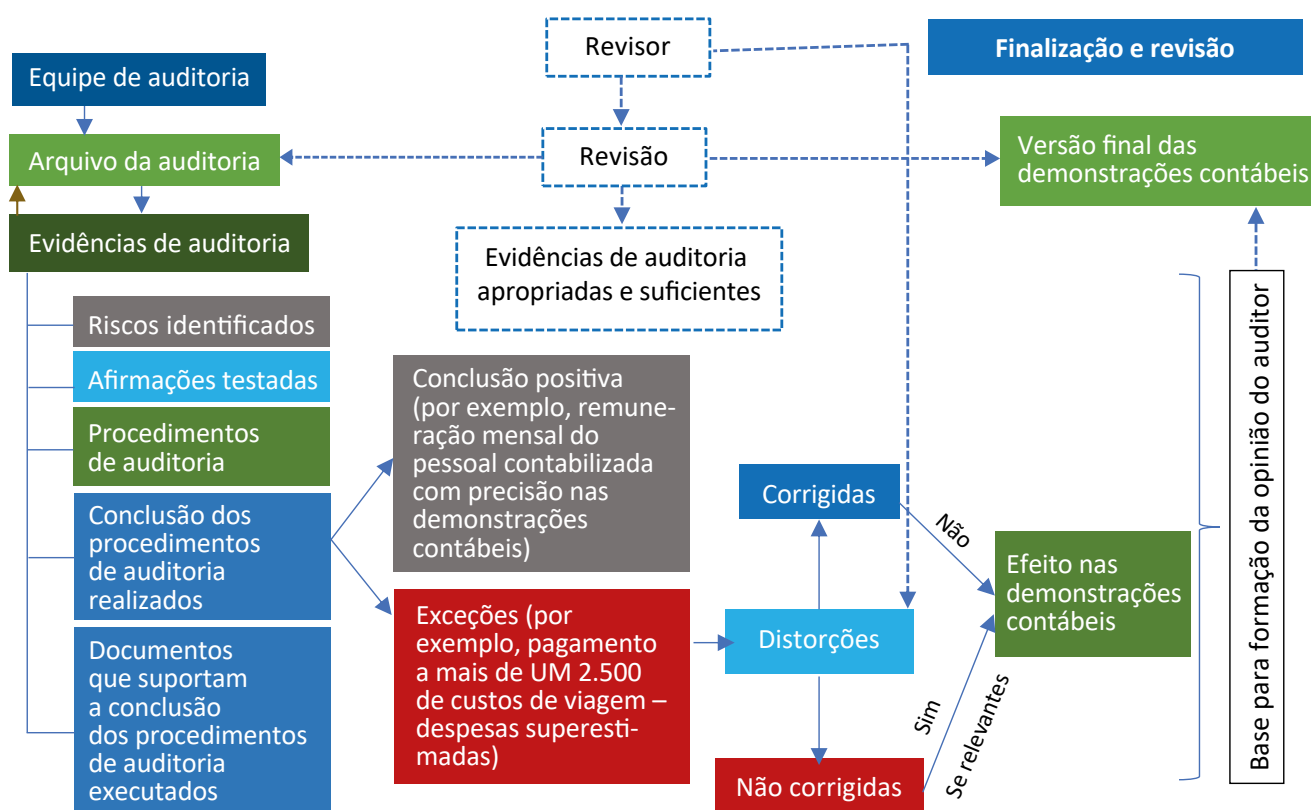 Revisor
Finalização e revisão
Equipe de auditoria
Arquivo da auditoria
Revisão
Versão final das
demonstrações contábeis
Evidências de auditoria
Evidências de auditoria
apropriadas e suficientes
Riscos identificados
Afirmações testadas
Procedimentos
de auditoria
Conclusão dos
procedimentos
de auditoria
realizados
Documentos
que suportam
a conclusão
dos procedimentos
de auditoria
executados
Conclusão positiva
(por exemplo, remune-
ração mensal do
pessoal contabilizada
com precisão nas
demonstrações
contábeis)
Exceções (por
exemplo, pagamento
a mais de UM 2.500
de custos de viagem –
despesas superesti-
madas)
Corrigidas
Distorções
Não corrigidas
Não
Sim
Se relevantes
Efeito nas
demonstrações
contábeis
Base para formação da opinião do auditor